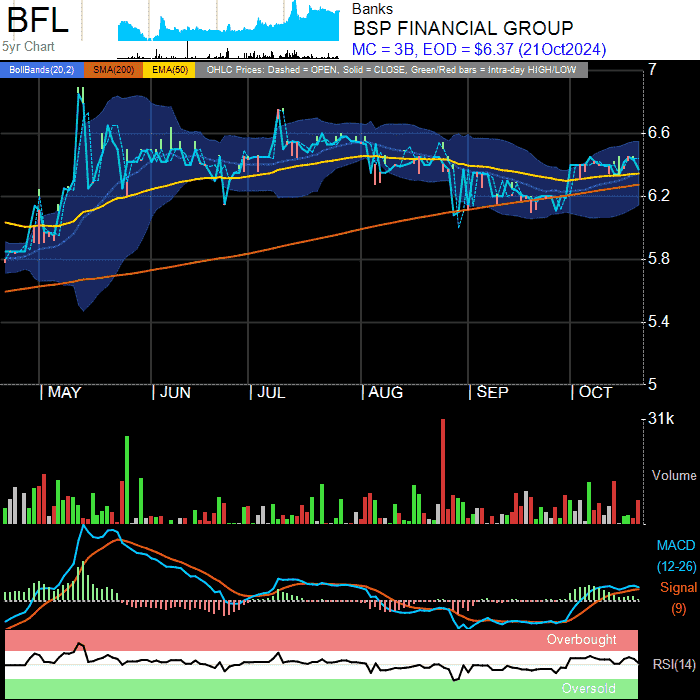 BFL
5yr Chart
Banks
BSP FINANCIAL GROUP
MC = 3B, EOD = $6.37 (21Oct2024)
BollBands(20,2) SMA(200) EMA(50) OHLC Prices: Dashed = OPEN, Solid = CLOSE, Green/Red bars = Intra-day HIGH/LOW
7
6.6
6.2
5.8
5.4
5
MAY JUN JUL AUG SEP OCT
31k
Volume
MACD
(12-26)
Signal
(9)
Overbought
RSI(14)
Oversold